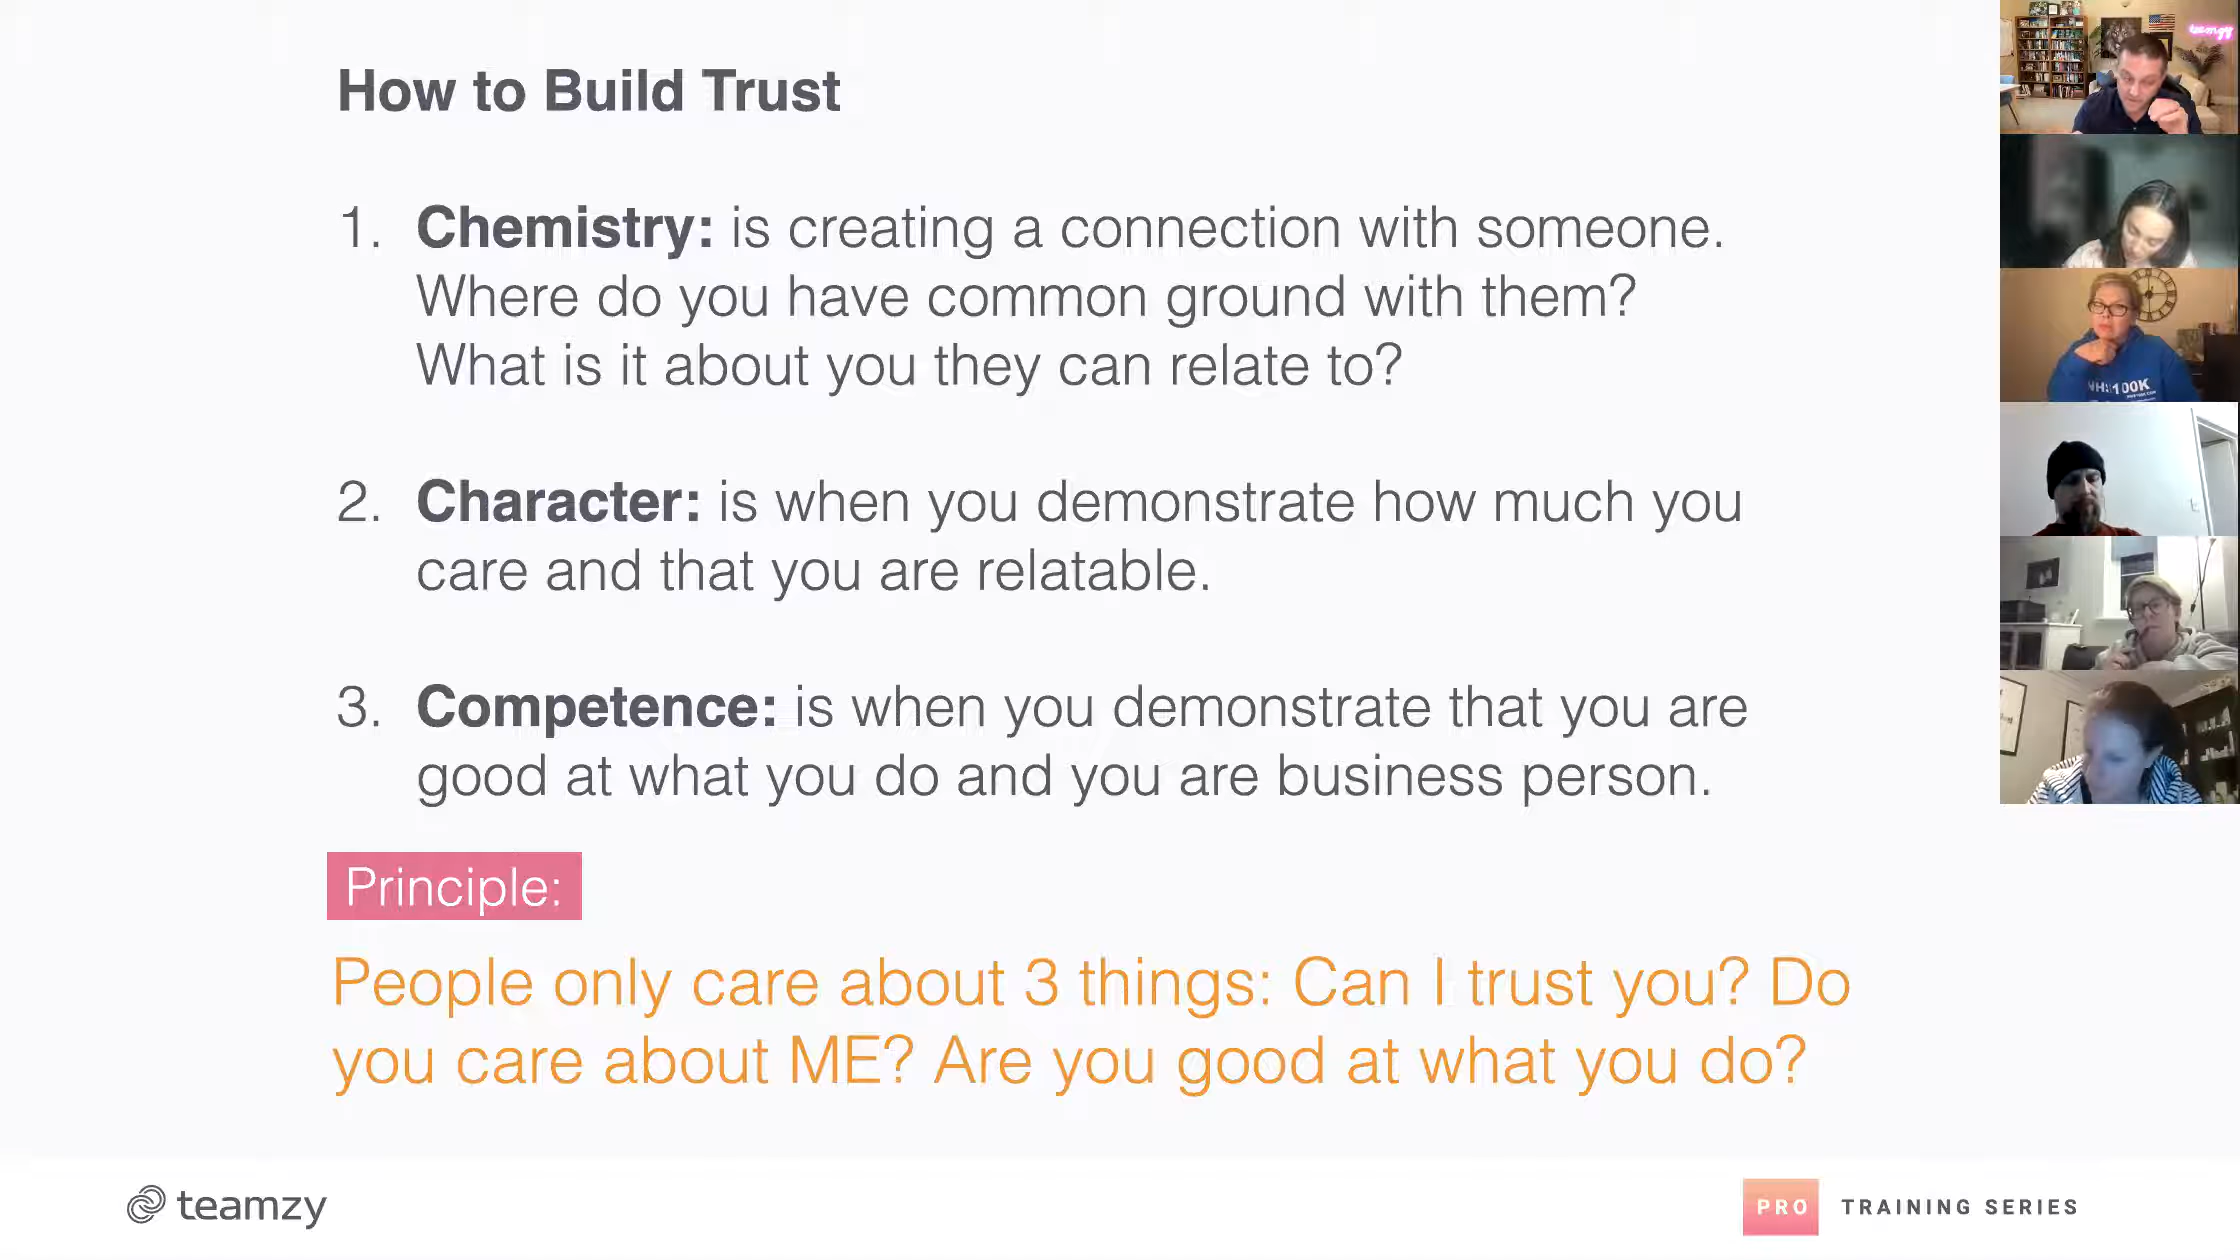 How to Build Trust
1. Chemistry: is creating a connection with someone.
Where do you have common ground with them?
What is it about you they can relate to?
2. Character: is when you demonstrate how much you
care and that you are relatable.
3. Competence: is when you demonstrate that you are
good at what you do and you are business person.
Principle:
People only care about 3 things: Can I trust you? Do
you care about ME? Are you good at what you do?
teamzy
PRO TRAINING SERIES
teamzy
100K